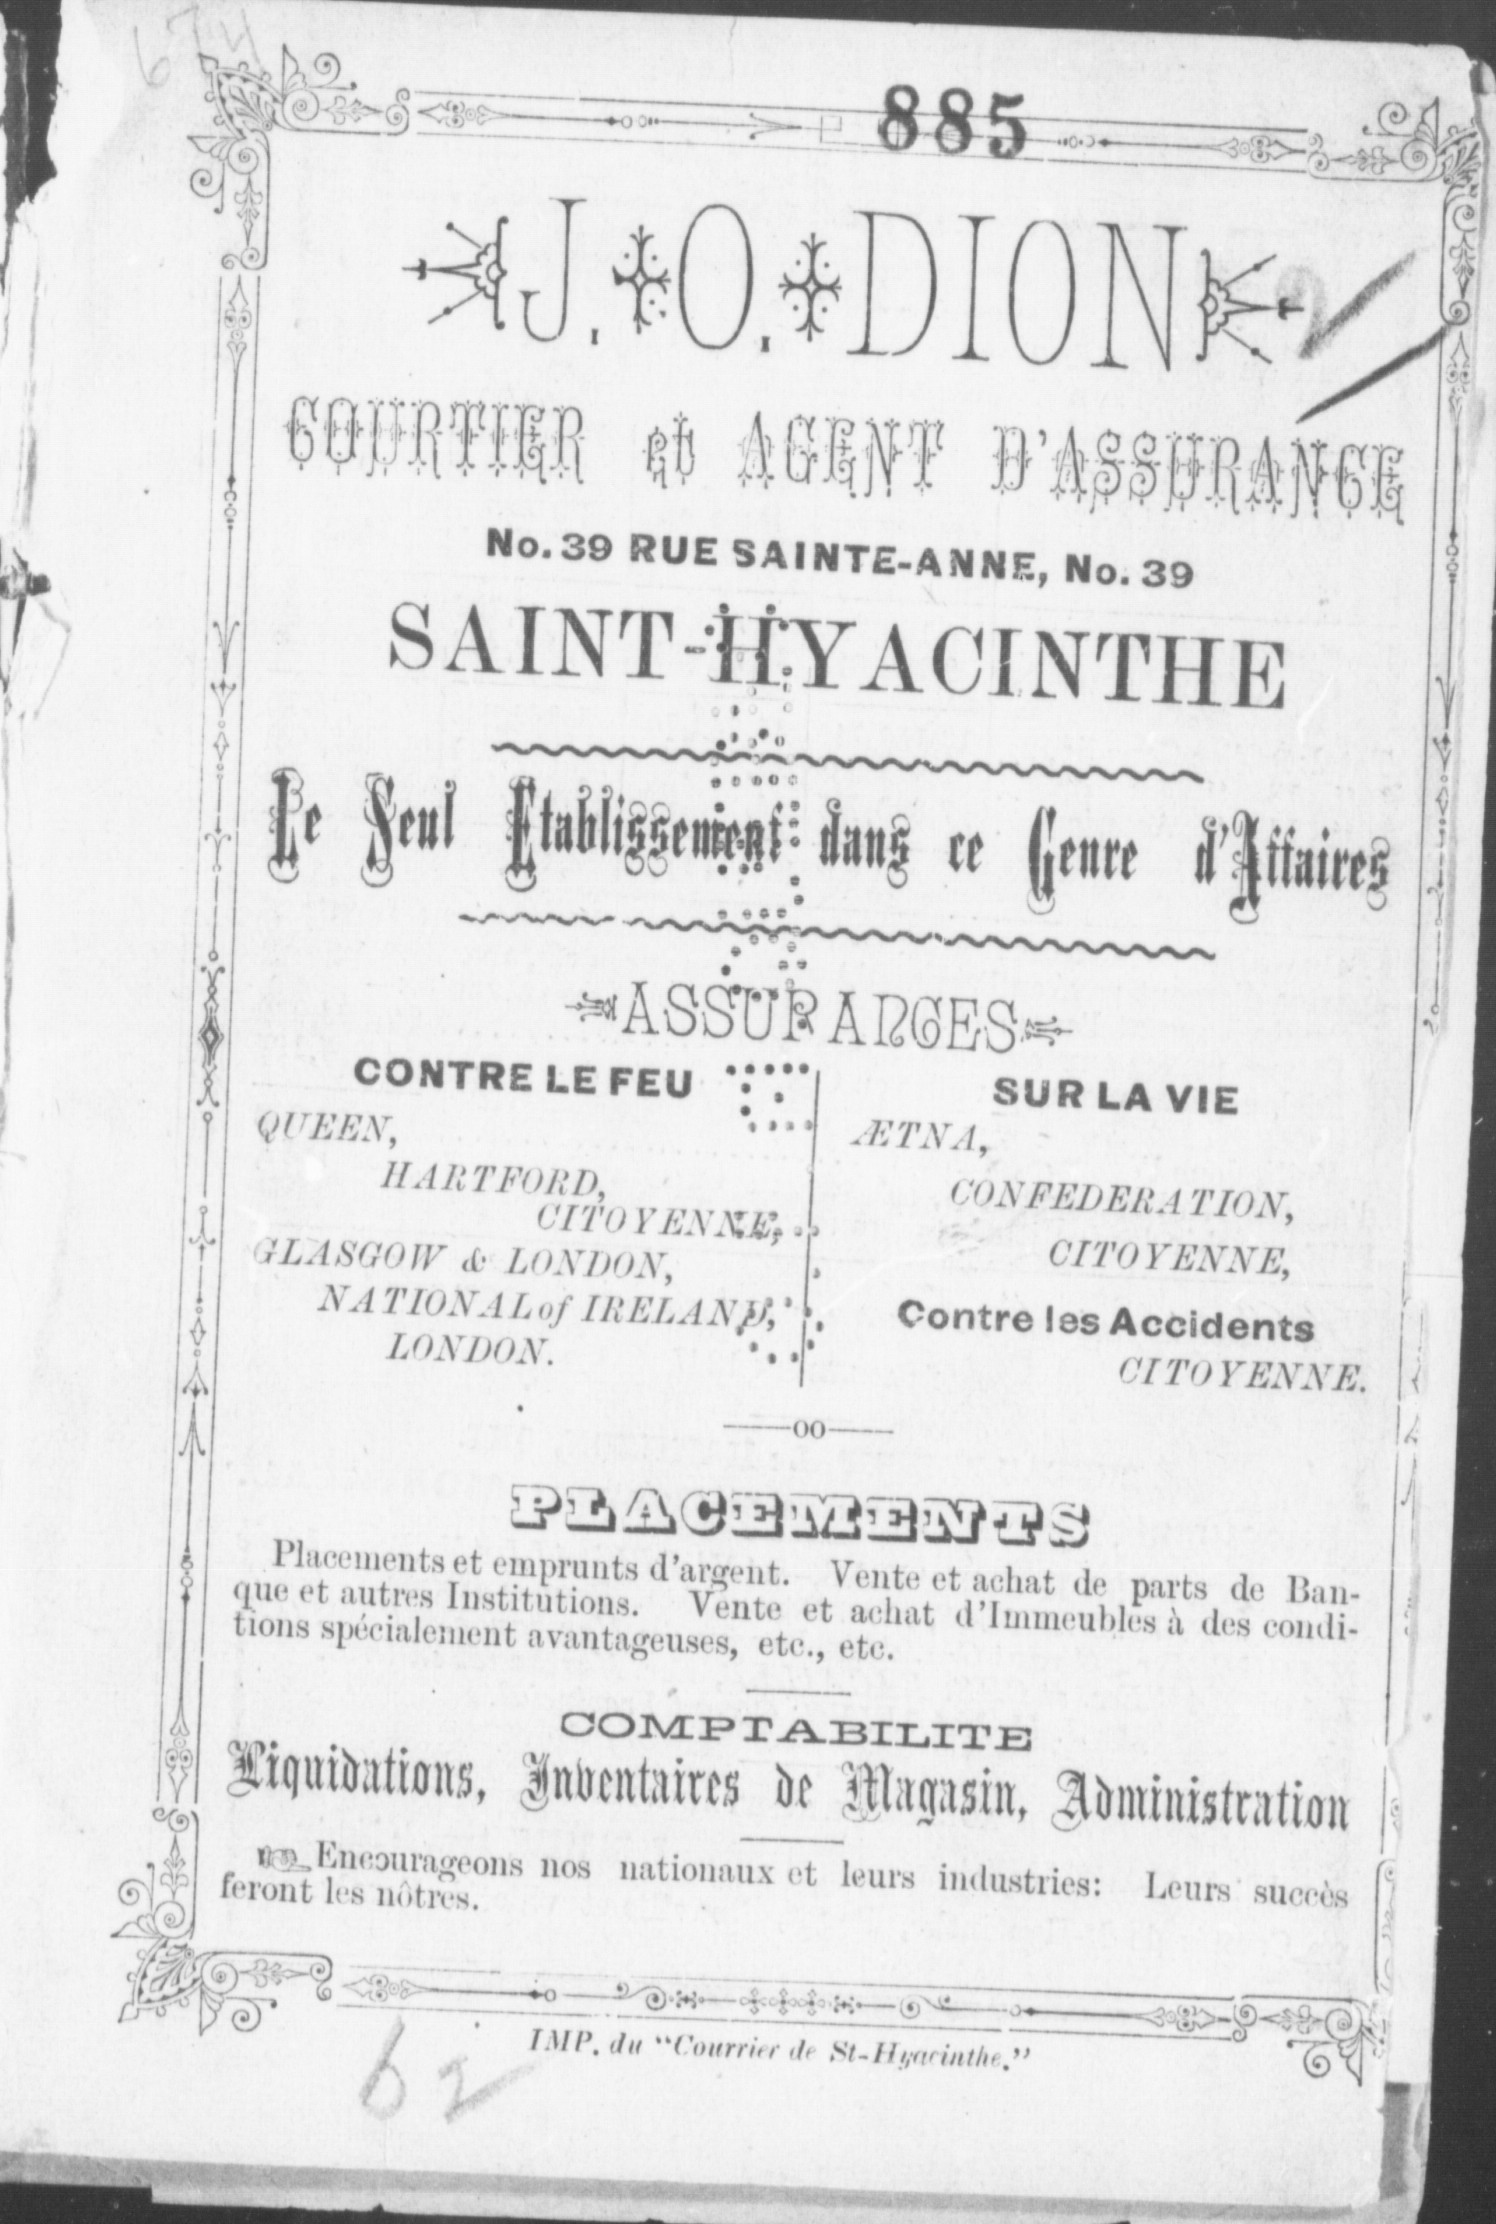 674
885
J. O. DION
2
COURTIER et AGENT D'ASSURANCE
No. 39 RUE SAINTE-ANNE, No. 39
SAINT-HYACINTHE
Le Seul Etablissement dans ce Genre d'Affaires
ASSURANCES
CONTRE LE FEU
QUEEN,
HARTFORD,
CITOYENNE,
GLASGOW & LONDON,
NATIONAL of IRELAND,
LONDON.
SUR LA VIE
ÆTNA,
CONFEDERATION,
CITOYENNE,
Contre les Accidents
CITOYENNE.
oo
PLACEMENTS
Placements et emprunts d'argent. Vente et achat de parts de Ban-
que et autres Institutions. Vente et achat d'Immeubles à des condi-
tions spécialement avantageuses, etc., etc.
COMPTABILITE
Liquidations, Inventaires de Magasin, Administration
Encourageons nos nationaux et leurs industries: Leurs succès
feront les nôtres.
IMP. du "Courrier de St-Hyacinthe."
62